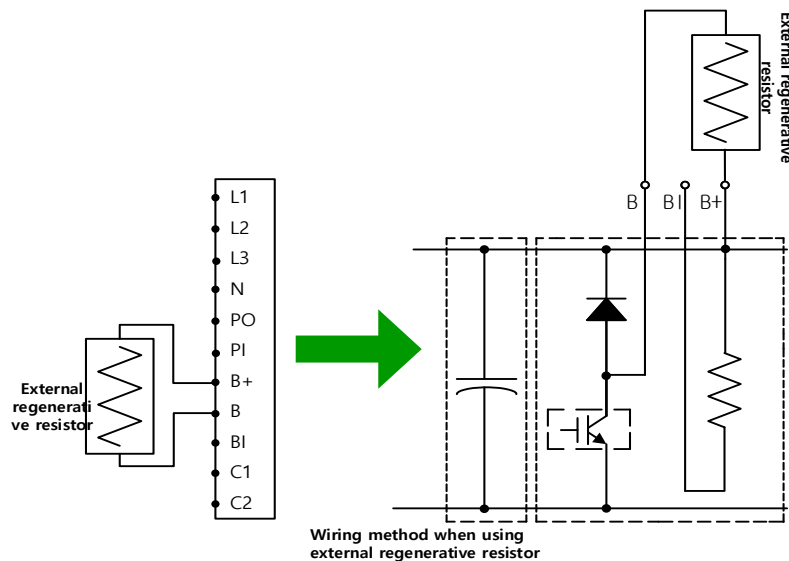 External regenerative
resistor
L1
L2
L3
N
PO
PI
B+
B
BI
C1
C2
External
regenerati
ve resistor
B
BI
B+
Wiring method when using
external regenerative resistor